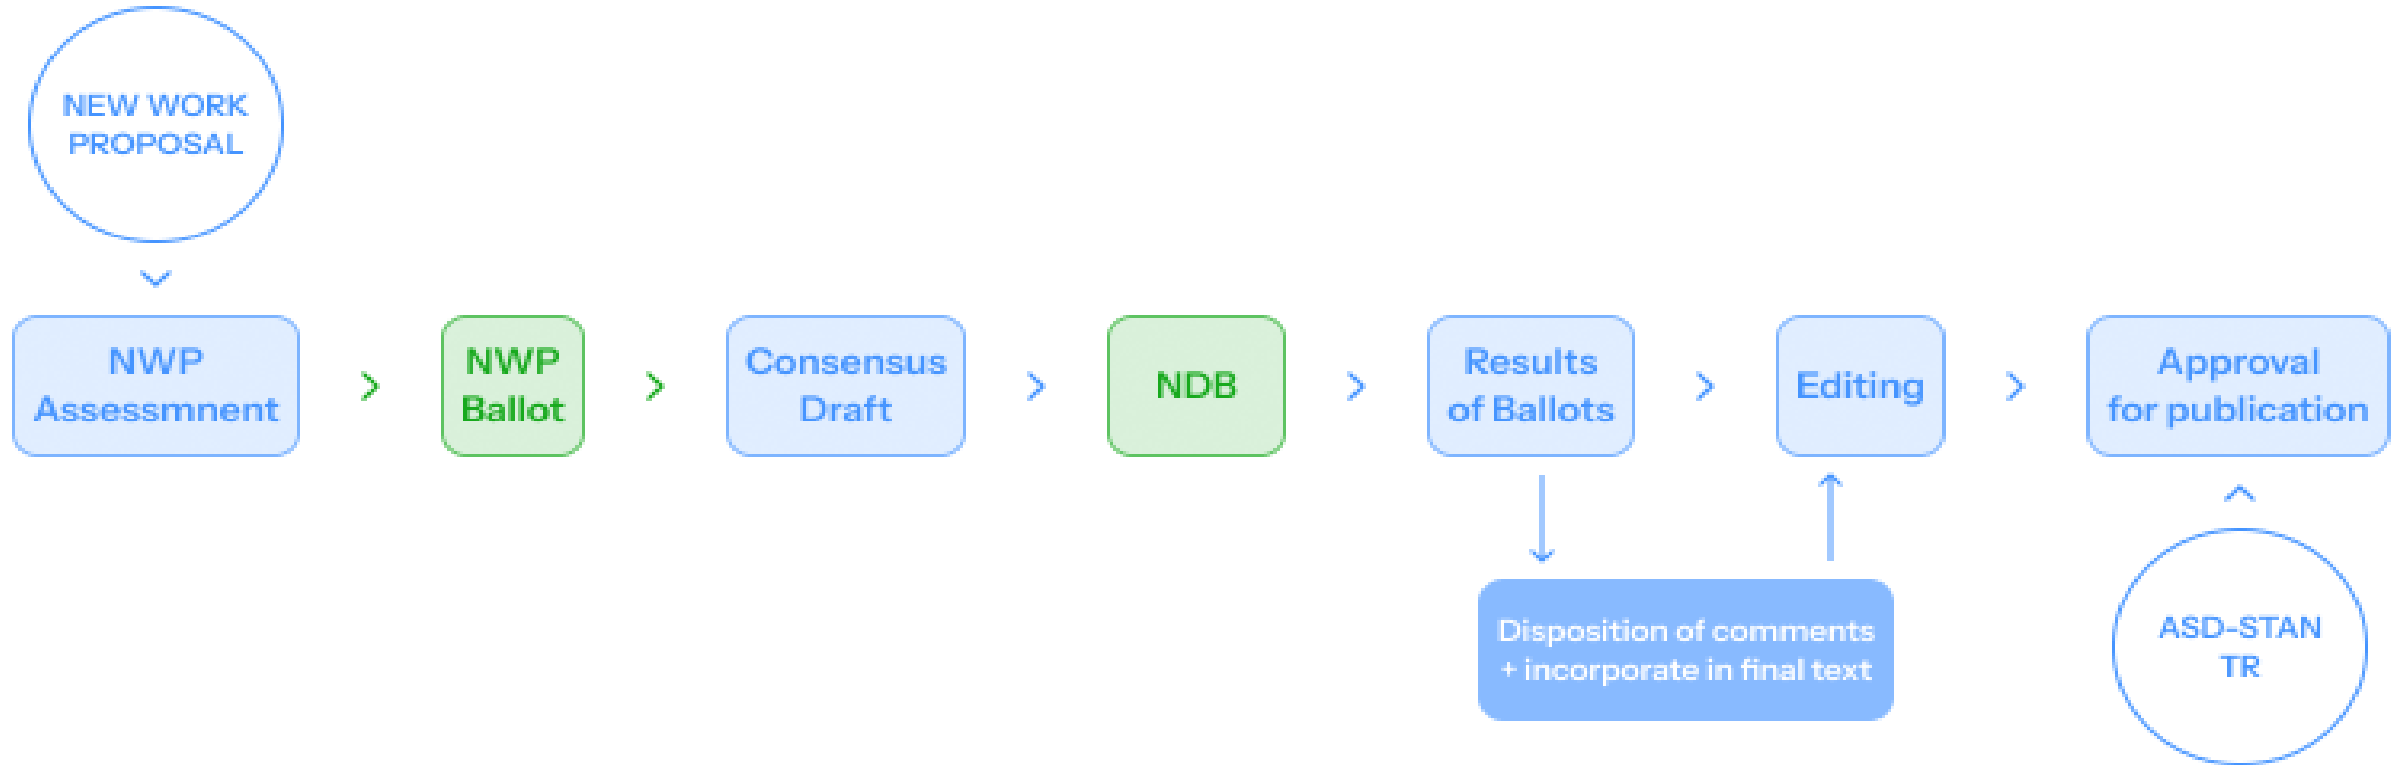 NEW WORK
PROPOSAL
NWP
Assessmnent
NWP
Ballot
Consensus
Draft
NDB
Results
of Ballots
Editing
Approval
for publication
Disposition of comments
+ incorporate in final text
ASD-STAN
TR